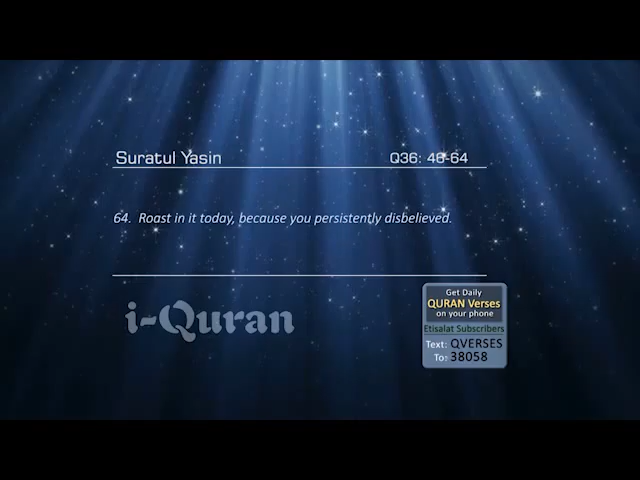 Suratul Yasin Q36: 48-64
64. Roast in it today, because you persistently disbelieved.
i-Quran
Get Daily
QURAN Verses
on your phone
Etisalat Subscribers
Text: QVERSES
To: 38058